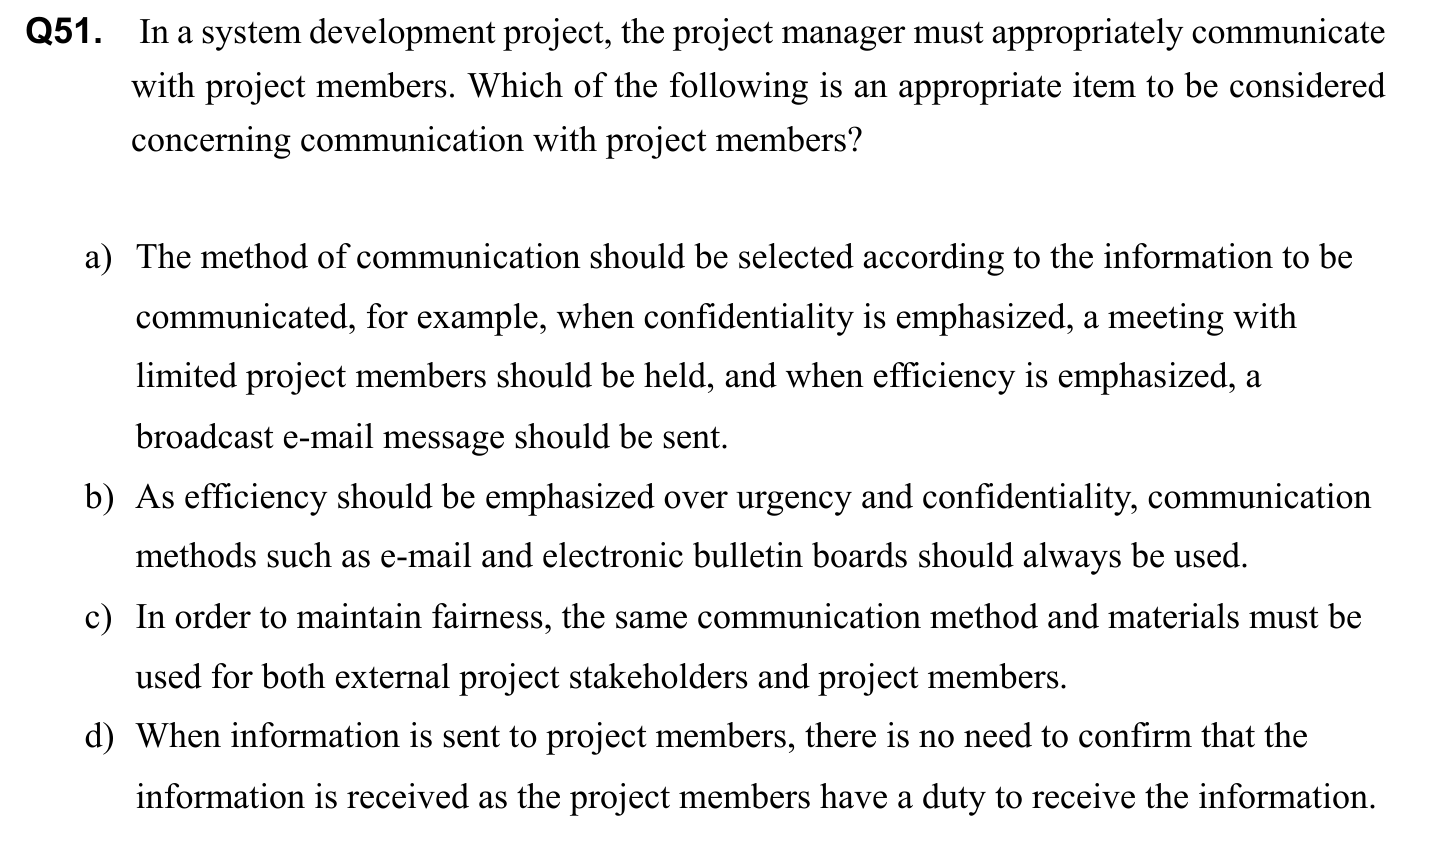 Q51. In a system development project, the project manager must appropriately communicate
with project members. Which of the following is an appropriate item to be considered
concerning communication with project members?
a) The method of communication should be selected according to the information to be
communicated, for example, when confidentiality is emphasized, a meeting with
limited project members should be held, and when efficiency is emphasized, a
broadcast e-mail message should be sent.
b) As efficiency should be emphasized over urgency and confidentiality, communication
methods such as e-mail and electronic bulletin boards should always be used.
c) In order to maintain fairness, the same communication method and materials must be
used for both external project stakeholders and project members.
d) When information is sent to project members, there is no need to confirm that the
information is received as the project members have a duty to receive the information.